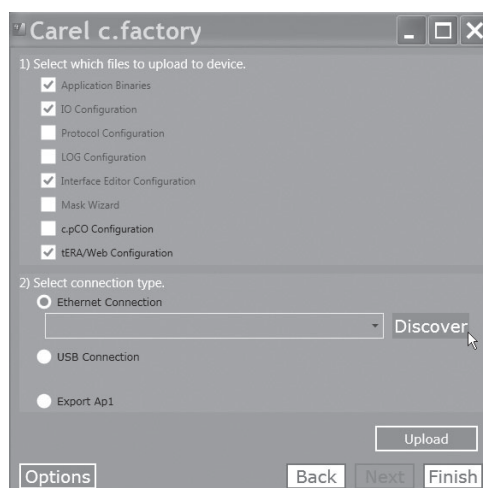 Carel c.factory
1) Select which files to upload to device.
Application Binaries
IO Configuration
Protocol Configuration
LOG Configuration
Interface Editor Configuration
Mask Wizard
c.pCO Configuration
tERA/Web Configuration
2) Select connection type.
Ethernet Connection
Discover
USB Connection
Export Ap1
Upload
Options Back Next Finish